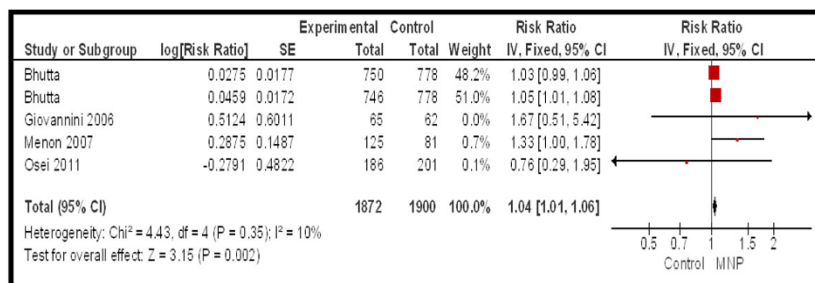 Experimental Control Risk Ratio Risk Ratio
Study or Subgroup log[Risk Ratio] SE Total Total Weight IV, Fixed, 95% CI IV, Fixed, 95% CI
Bhutta 0.0275 0.0177 750 778 48.2% 1.03 [0.99, 1.06]
Bhutta 0.0459 0.0172 746 778 51.0% 1.05 [1.01, 1.08]
Giovannini 2006 0.5124 0.6011 65 62 0.0% 1.67 [0.51, 5.42]
Menon 2007 0.2875 0.1487 125 81 0.7% 1.33 [1.00, 1.78]
Osei 2011 -0.2791 0.4822 186 201 0.1% 0.76 [0.29, 1.95]
Total (95% CI) 1872 1900 100.0% 1.04 [1.01, 1.06]
Heterogeneity: Chi² = 4.43, df = 4 (P = 0.35); I² = 10%
Test for overall effect: Z = 3.15 (P = 0.002)
0.5 0.7 1 1.5 2
Control MNP